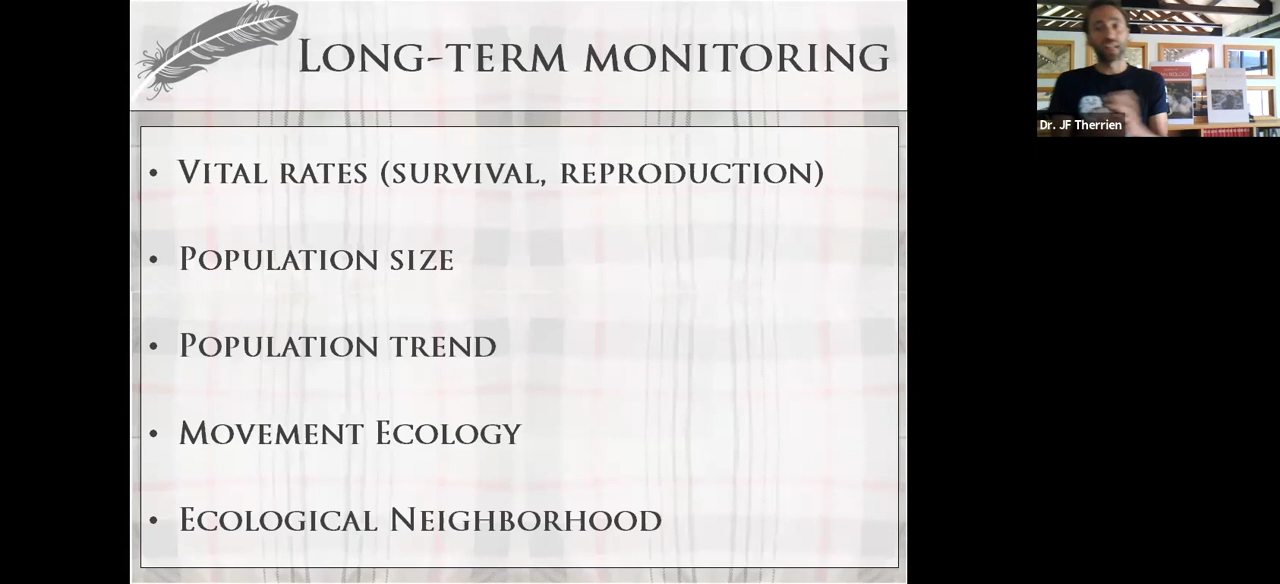 LONG-TERM MONITORING
• VITAL RATES (SURVIVAL, REPRODUCTION)
• POPULATION SIZE
• POPULATION TREND
• MOVEMENT ECOLOGY
• ECOLOGICAL NEIGHBORHOOD
Dr. JF Therrien